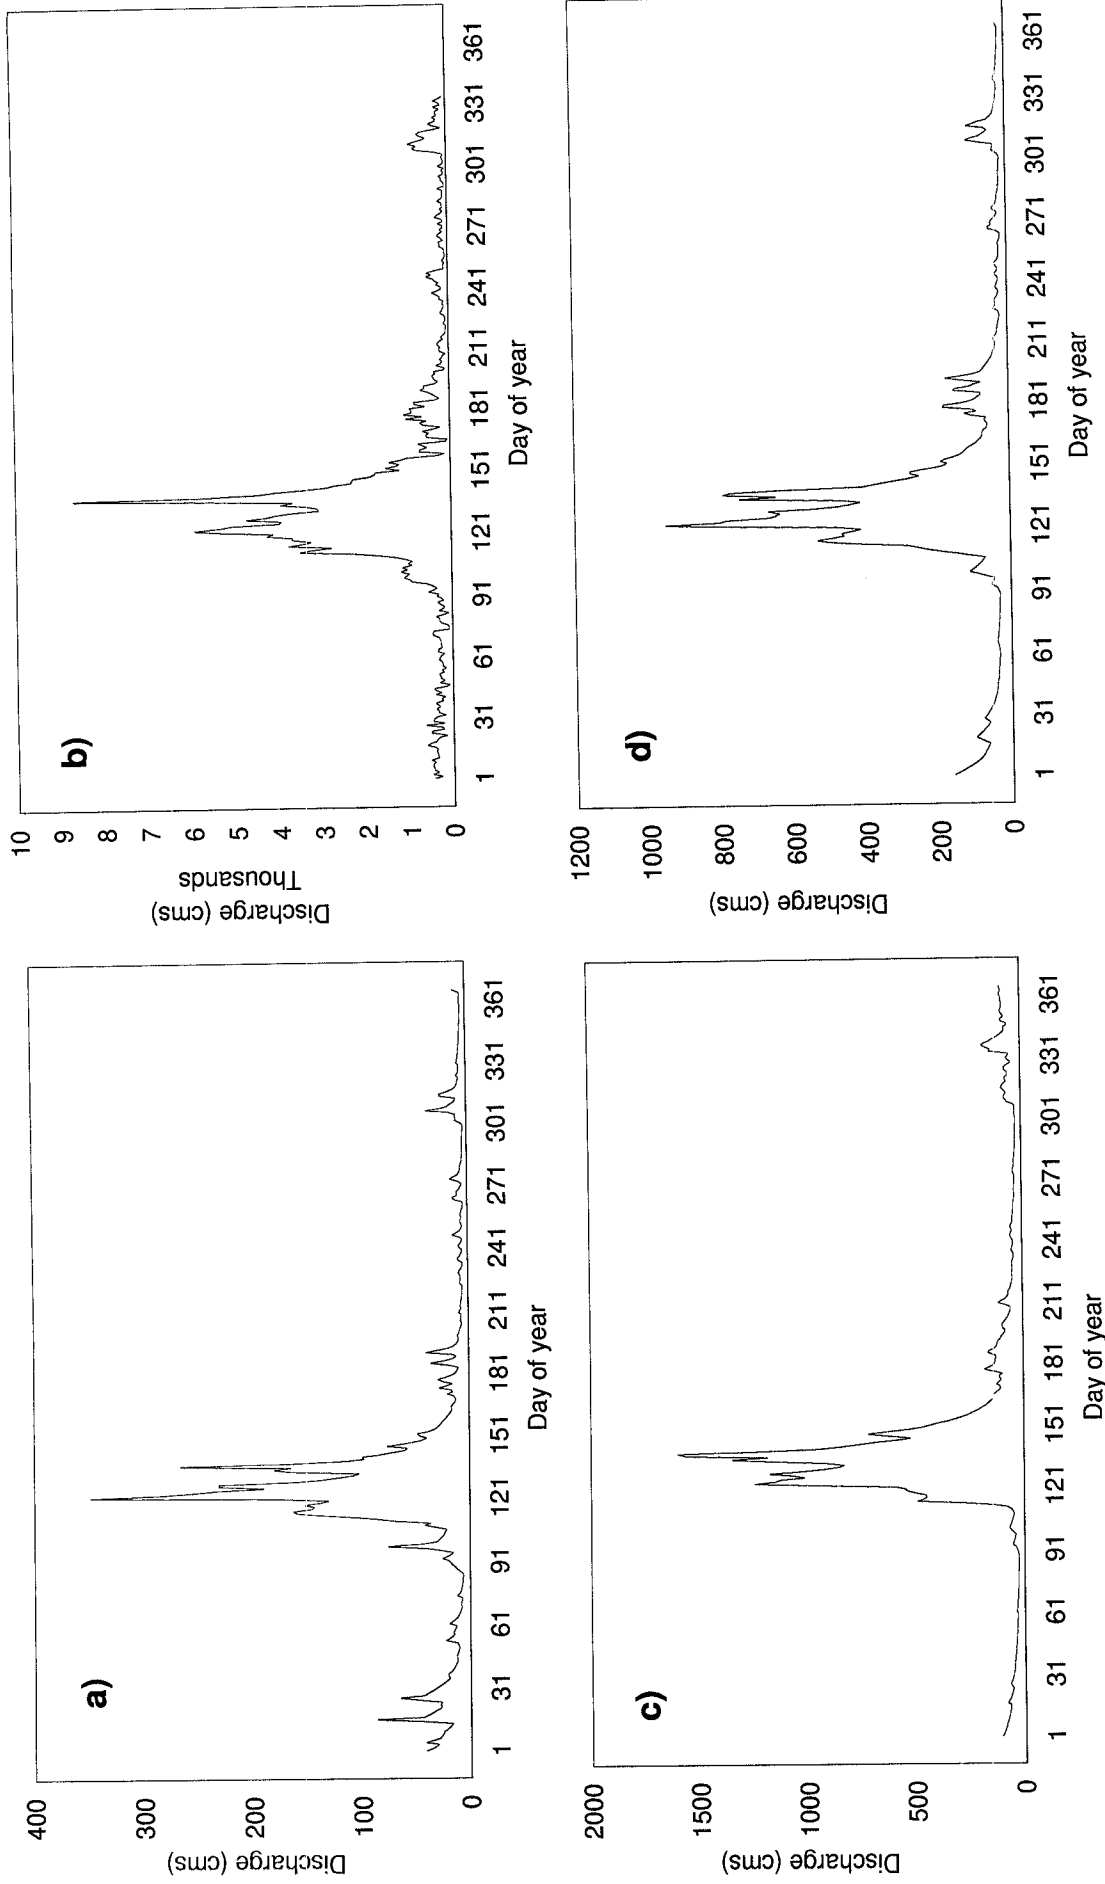 a)
400
300
200
100
0
Discharge (cms)
1 31 61 91 121 151 181 211 241 271 301 331 361
Day of year
b)
10
9
8
7
6
5
4
3
2
1
0
Discharge (cms)
Thousands
1 31 61 91 121 151 181 211 241 271 301 331 361
Day of year
c)
2000
1500
1000
500
0
Discharge (cms)
1 31 61 91 121 151 181 211 241 271 301 331 361
Day of year
d)
1200
1000
800
600
400
200
0
Discharge (cms)
1 31 61 91 121 151 181 211 241 271 301 331 361
Day of year